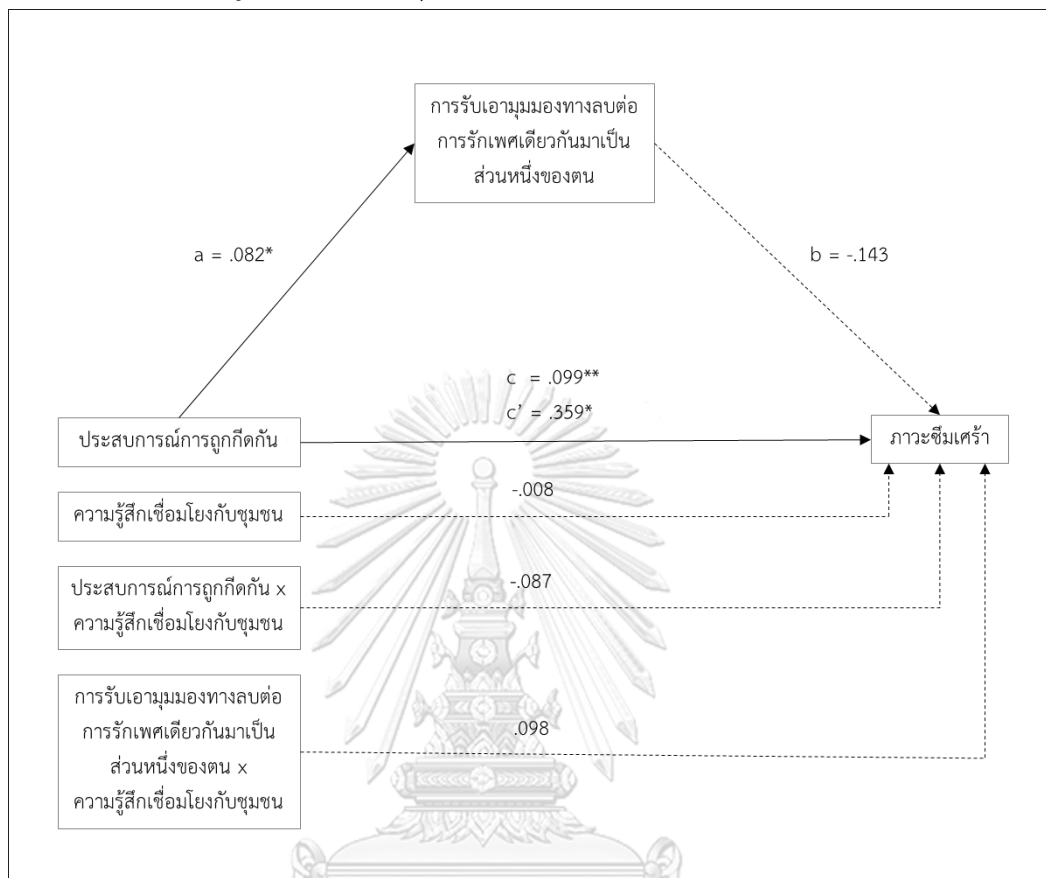 การรับเอามุมมองทางลบต่อ
การรักเพศเดียวกันมาเป็น
ส่วนหนึ่งของตน
a = .082*
b = -.143
c = .099**
c' = .359*
ประสบการณ์การถูกกีดกัน
ภาวะซึมเศร้า
-.008
ความรู้สึกเชื่อมโยงกับชุมชน
-.087
ประสบการณ์การถูกกีดกัน x
ความรู้สึกเชื่อมโยงกับชุมชน
การรับเอามุมมองทางลบต่อ
การรักเพศเดียวกันมาเป็น
ส่วนหนึ่งของตน x
ความรู้สึกเชื่อมโยงกับชุมชน
.098